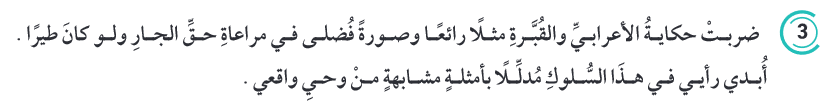 3 ضربتْ حكايةُ الأعرابيِّ والقُبَّرةِ مثلًا رائعًا وصورةً فُضلى في مراعاةِ حقِّ الجارِ ولو كانَ طيرًا .
أُبدي رأيي في هذَا السُّلوكِ مُدلِّلًا بأمثلةٍ مشابهةٍ منْ وحيِ واقعي .